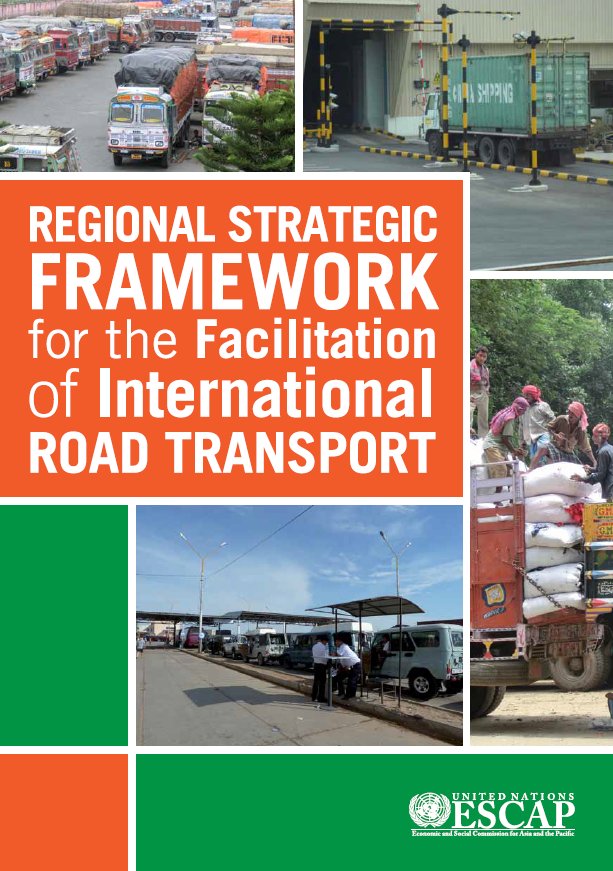 CHINA SHIPPING
REGIONAL STRATEGIC
FRAMEWORK
for the Facilitation
of International
ROAD TRANSPORT
UNITED NATIONS
ESCAP
Economic and Social Commission for Asia and the Pacific